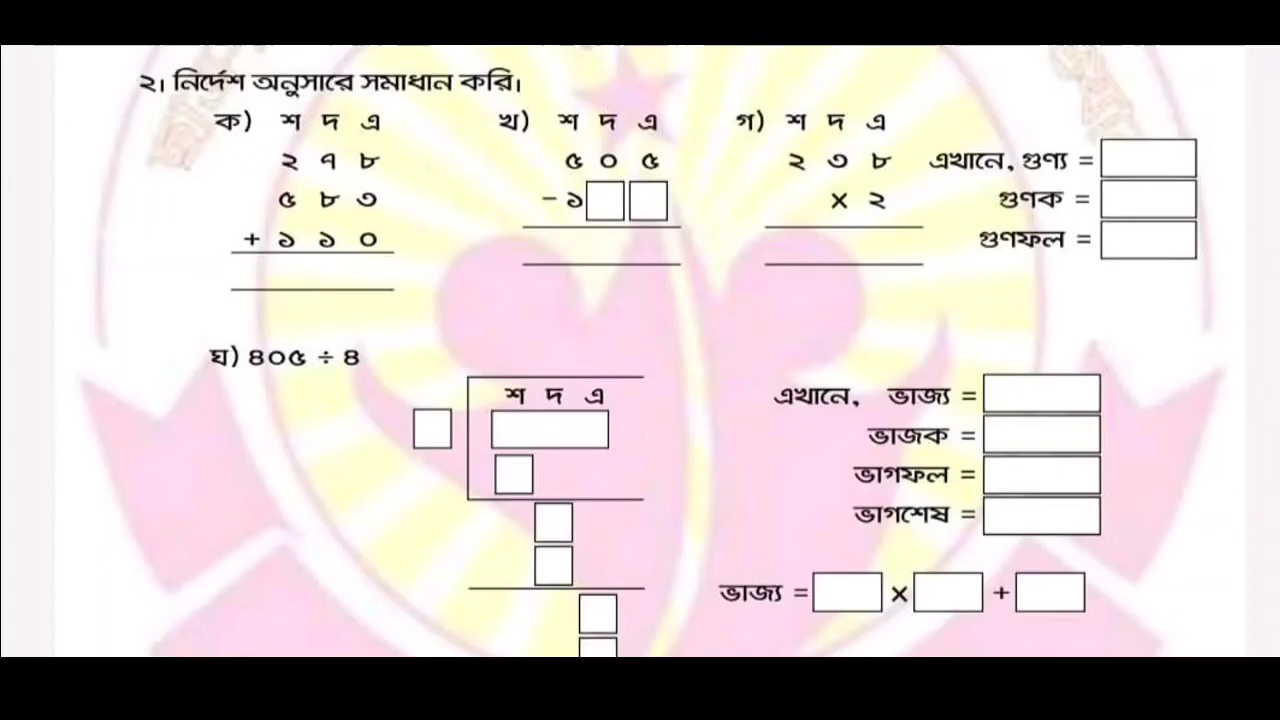 ২। নির্দেশ অনুসারে সমাধান করি।
ক) শ দ এ খ) শ দ এ গ) শ দ এ
২ ৭ ৮ ৫ ০ ৫ ২ ৩ ৮ এখানে, গুণ্য =
৫ ৮ ৩ - ১ x ২ গুণক =
+ ১ ১ ০ গুণফল =
ঘ) ৪০৫ ÷ ৪
শ দ এ এখানে, ভাজ্য =
ভাজক =
ভাগফল =
ভাগশেষ =
ভাজ্য = x +